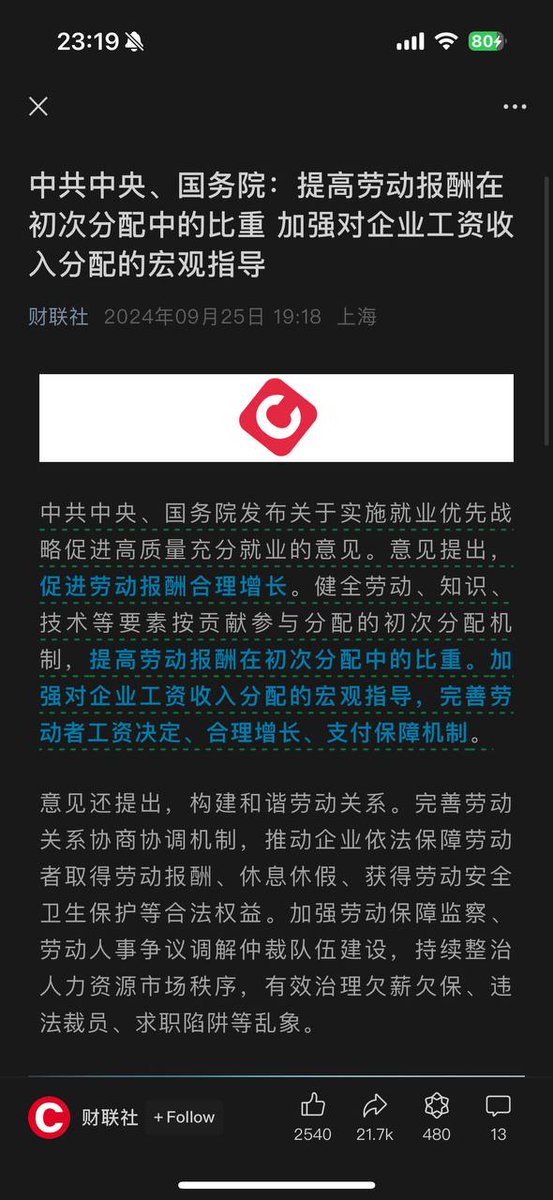 23:19
80
中共中央、国务院：提高劳动报酬在
初次分配中的比重 加强对企业工资收
入分配的宏观指导
财联社 2024年09月25日 19:18 上海
中共中央、国务院发布关于实施就业优先战
略促进高质量充分就业的意见。意见提出，
促进劳动报酬合理增长。健全劳动、知识、
技术等要素按贡献参与分配的初次分配机
制，提高劳动报酬在初次分配中的比重。加
强对企业工资收入分配的宏观指导，完善劳
动者工资决定、合理增长、支付保障机制。
意见还提出，构建和谐劳动关系。完善劳动
关系协商协调机制，推动企业依法保障劳动
者取得劳动报酬、休息休假、获得劳动安全
卫生保护等合法权益。加强劳动保障监察、
劳动人事争议调解仲裁队伍建设，持续整治
人力资源市场秩序，有效治理欠薪欠保、违
法裁员、求职陷阱等乱象。
C 财联社 +Follow
2540 21.7k 480 13